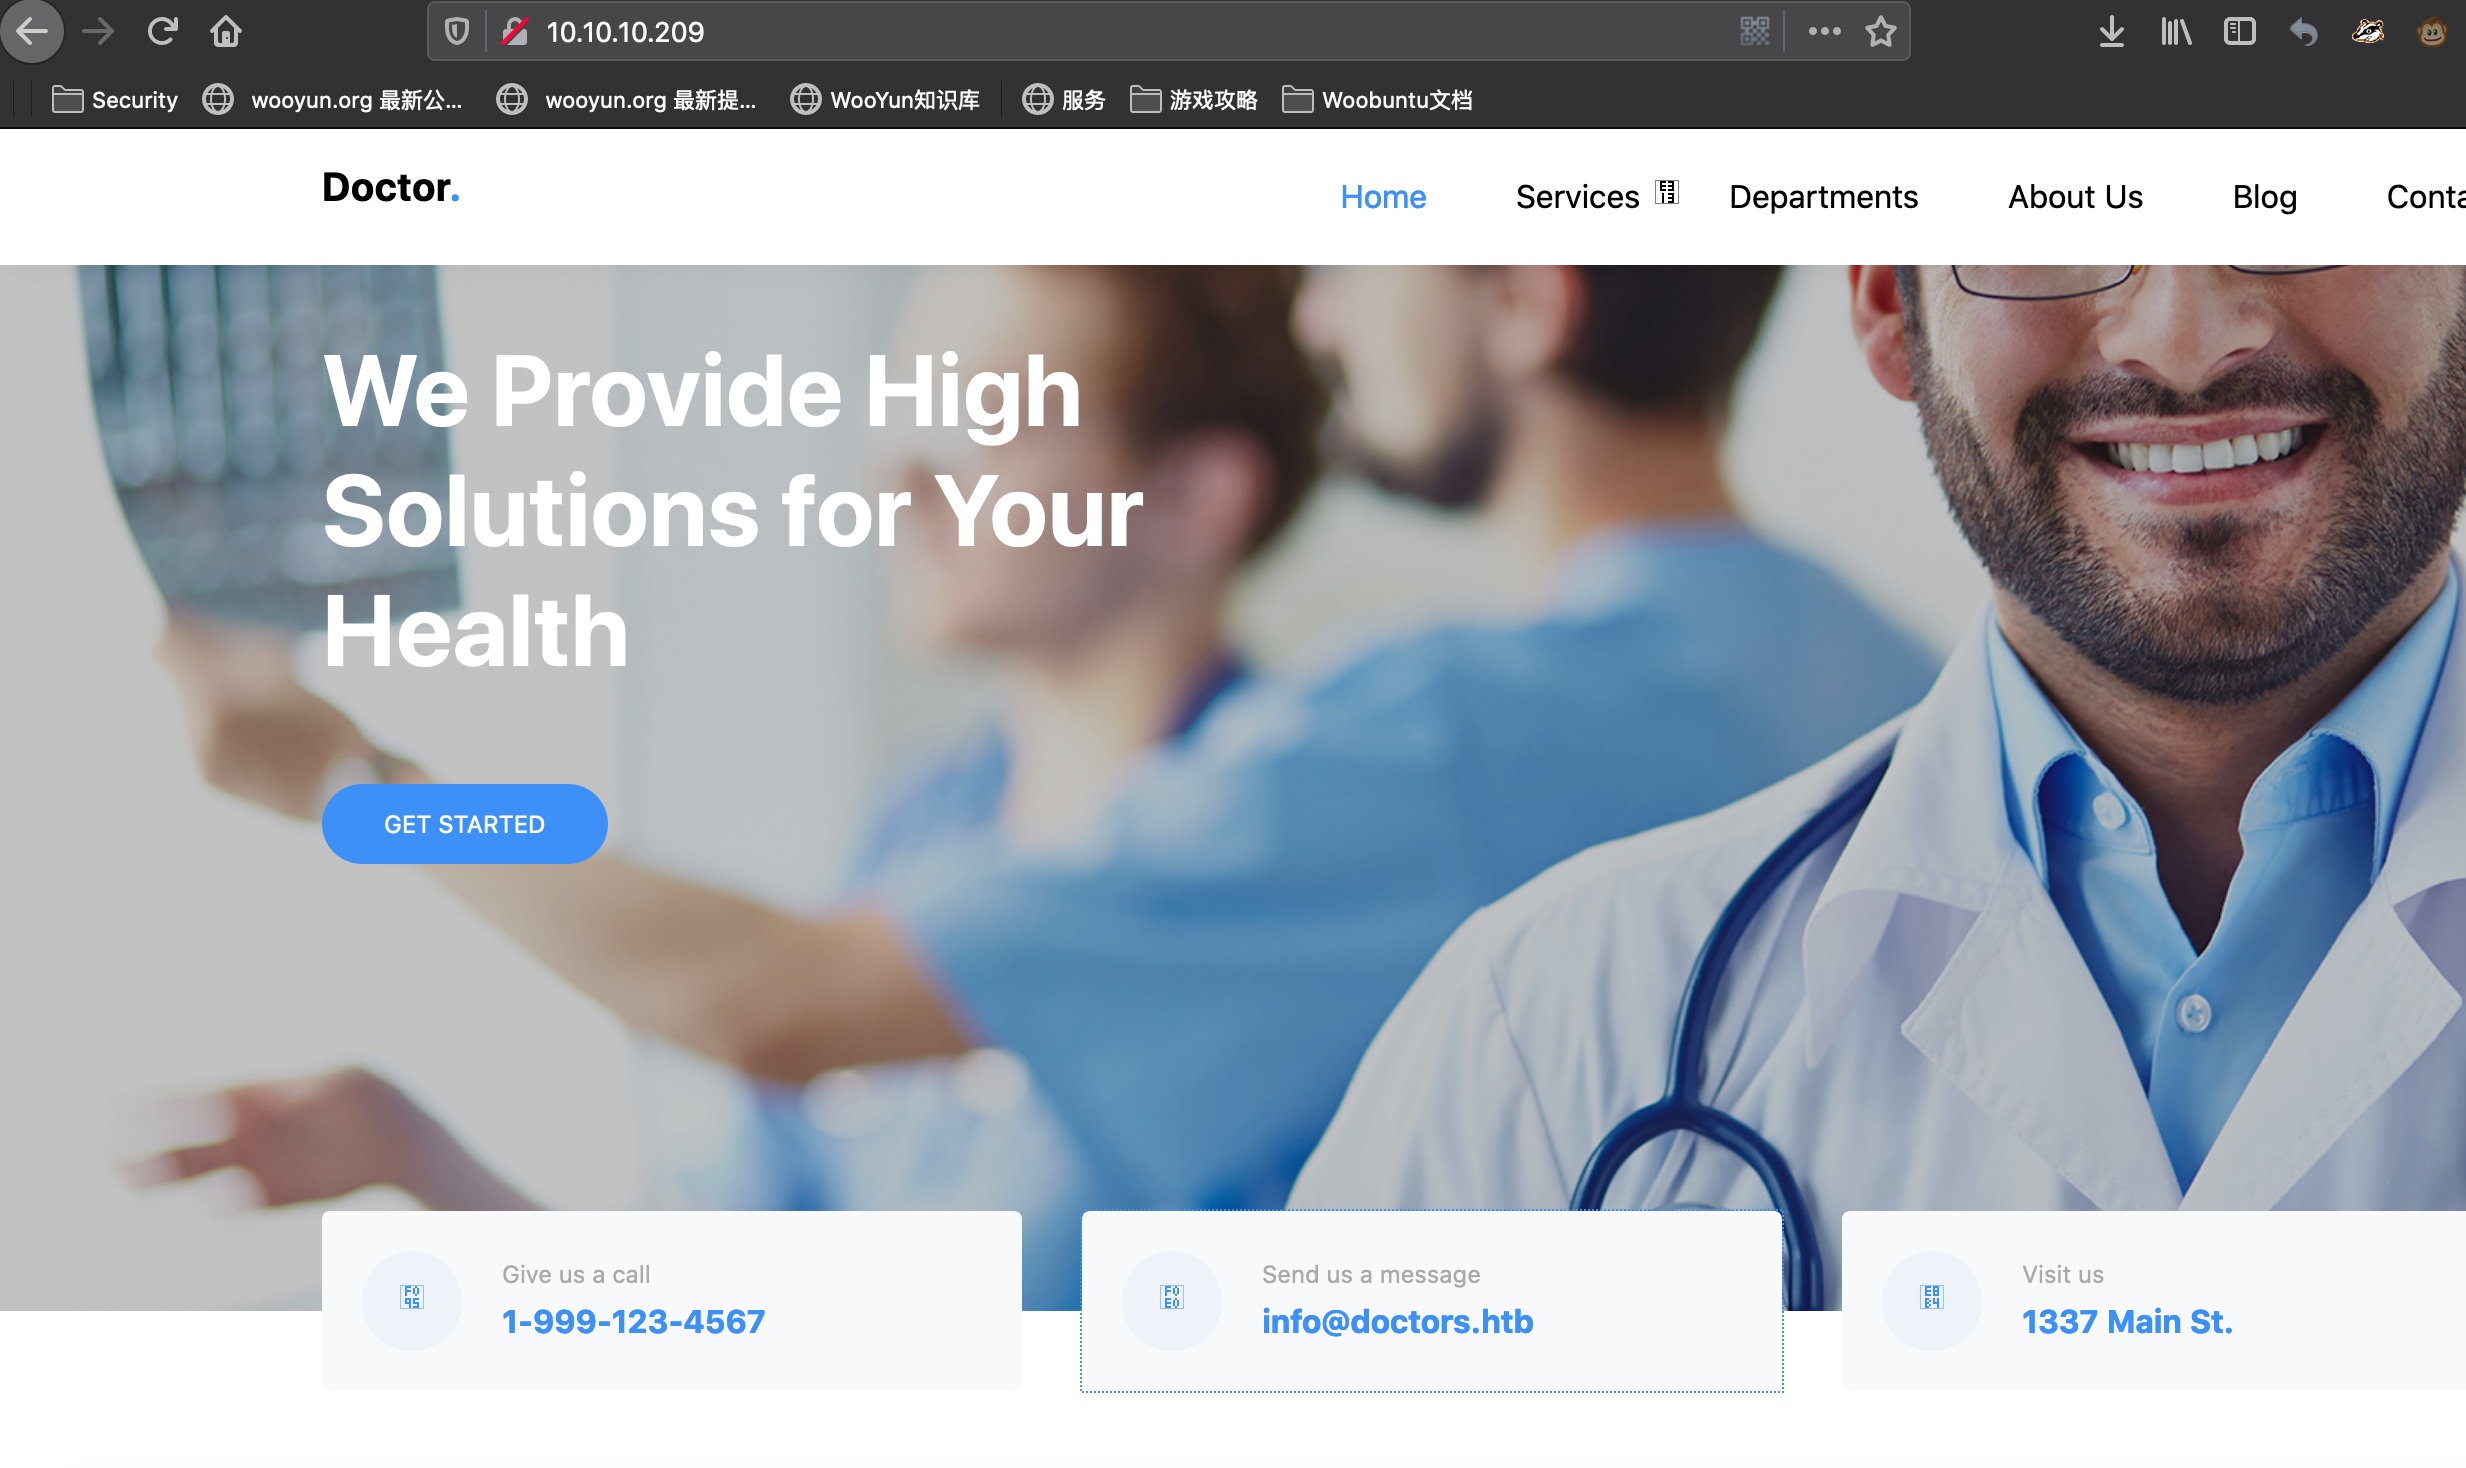 10.10.10.209
Security
wooyun.org 最新公...
wooyun.org 最新提...
WooYun知识库
服务
游戏攻略
Woobuntu文档
Doctor.
Home
Services
Departments
About Us
Blog
Conta
We Provide High
Solutions for Your
Health
GET STARTED
Give us a call
1-999-123-4567
Send us a message
info@doctors.htb
Visit us
1337 Main St.